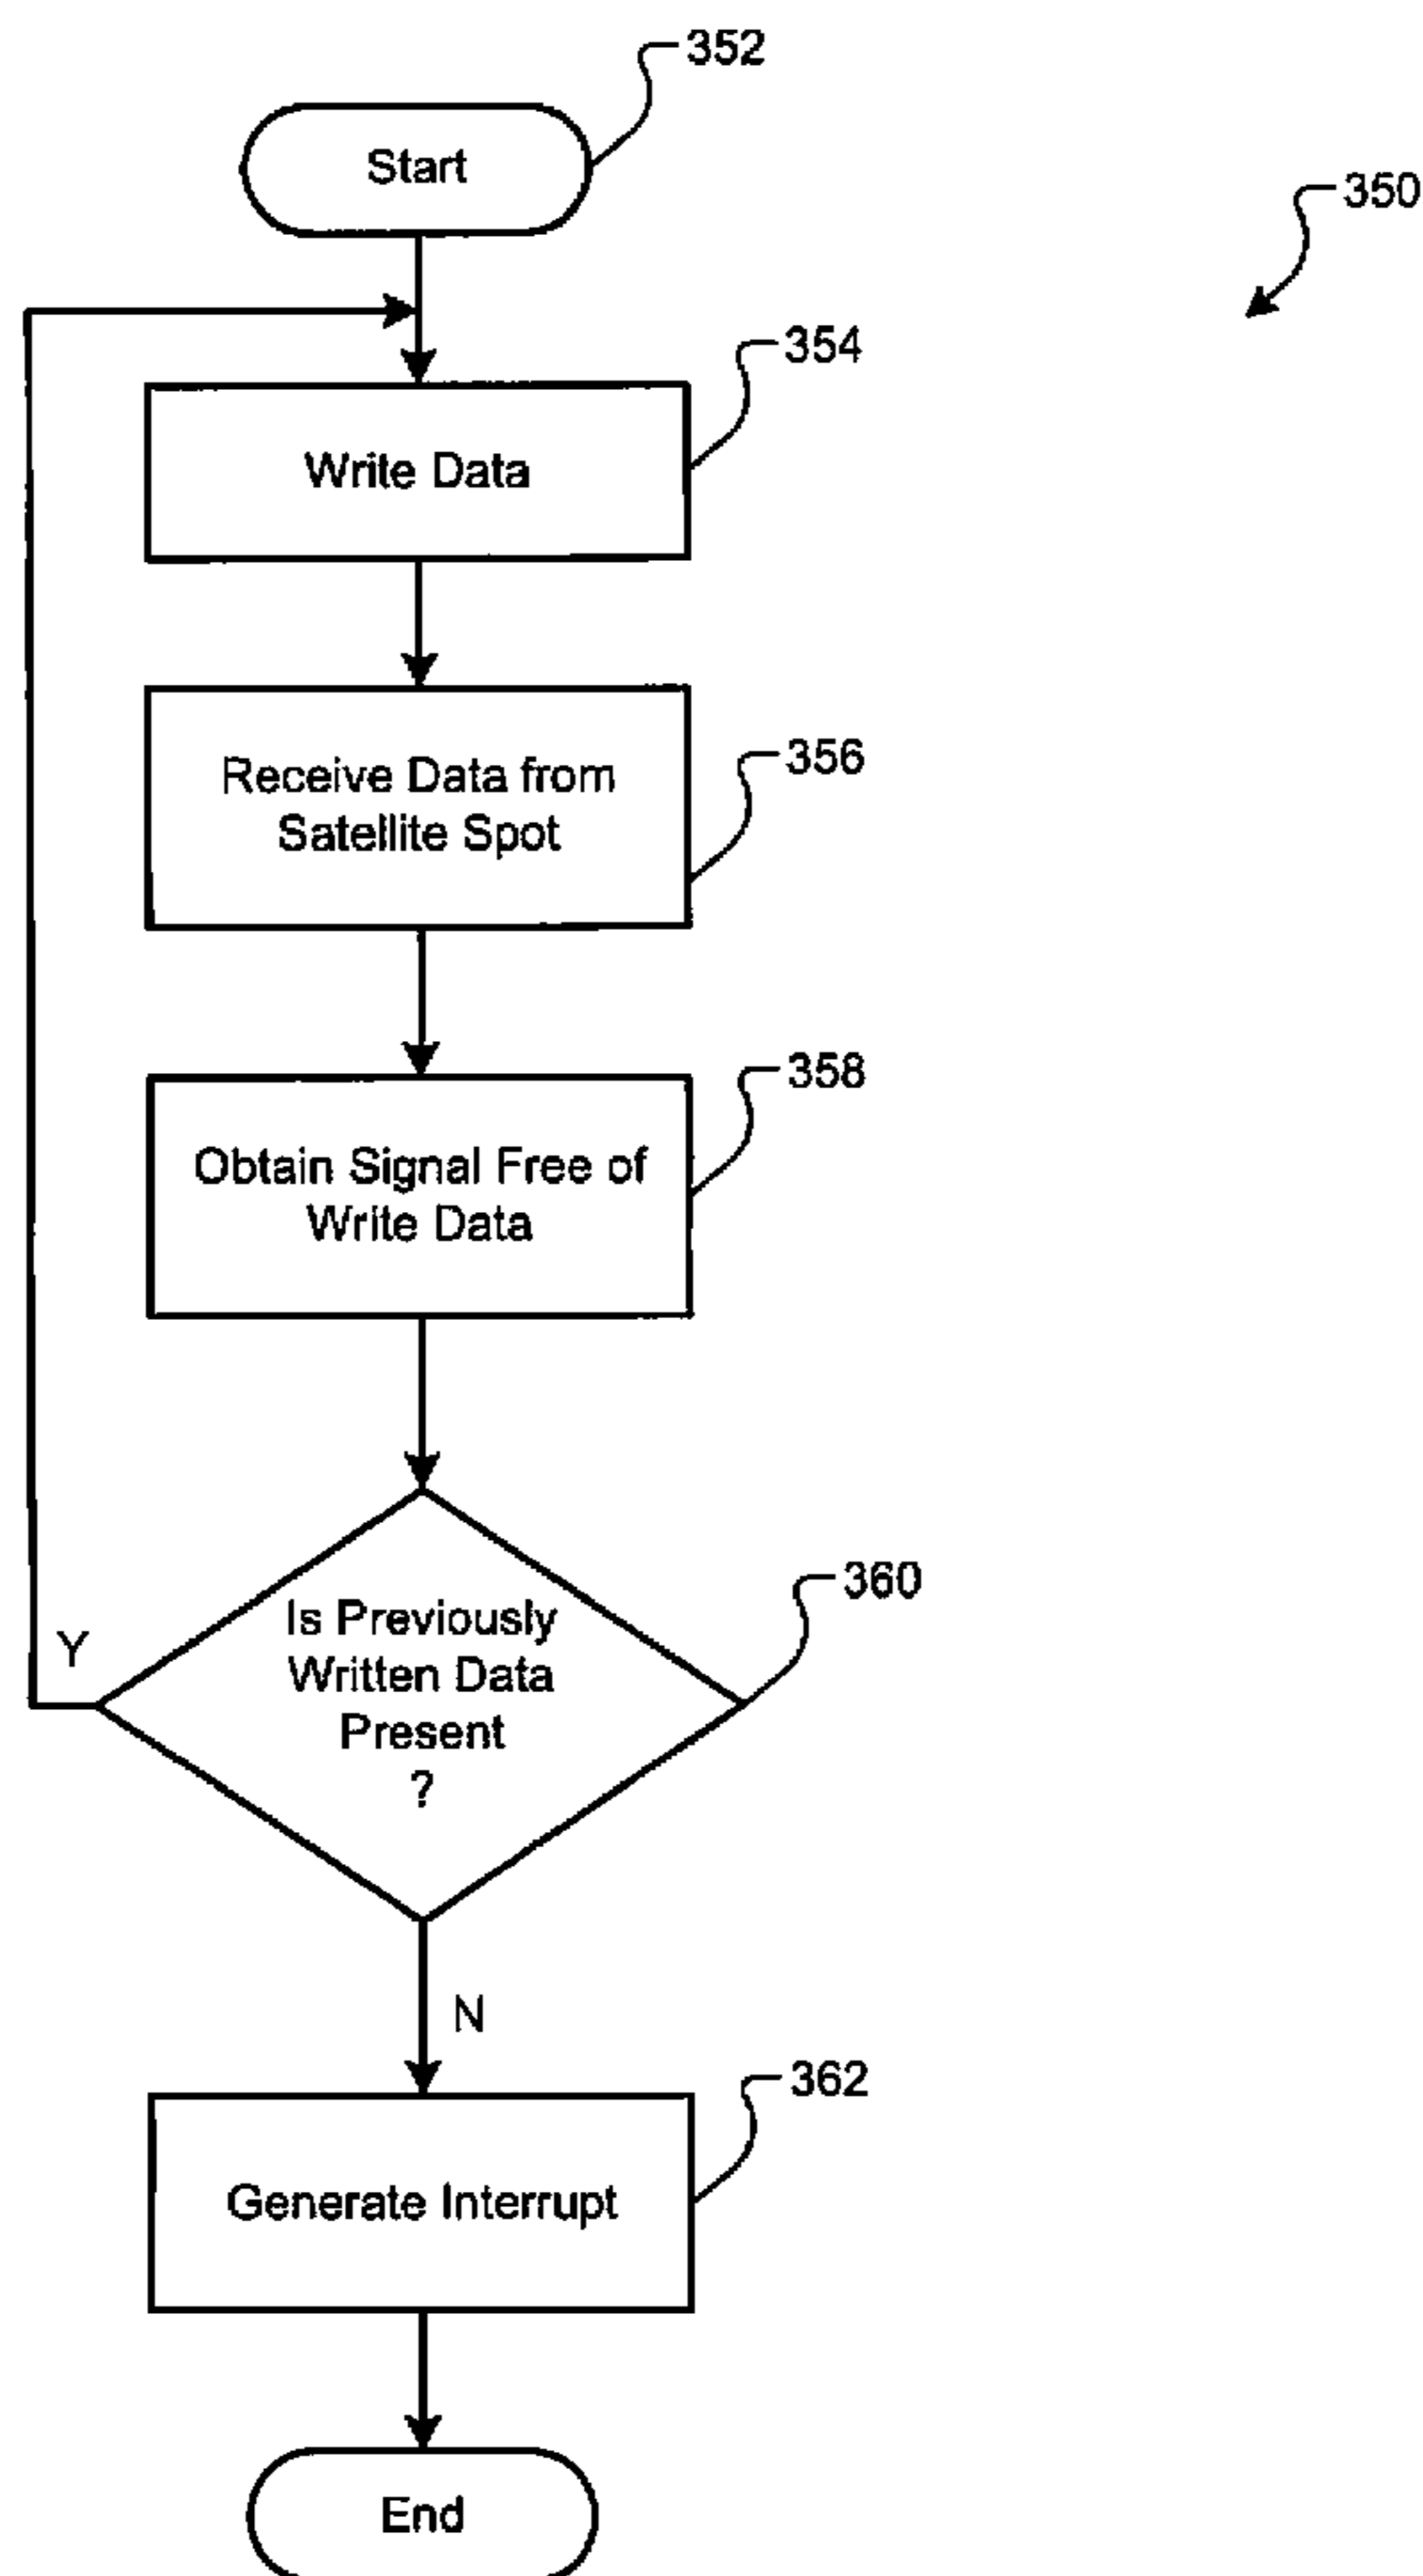 352
Start
350
354
Write Data
356
Receive Data from
Satellite Spot
358
Obtain Signal Free of
Write Data
360
Is Previously
Written Data
Present
?
Y
N
362
Generate Interrupt
End